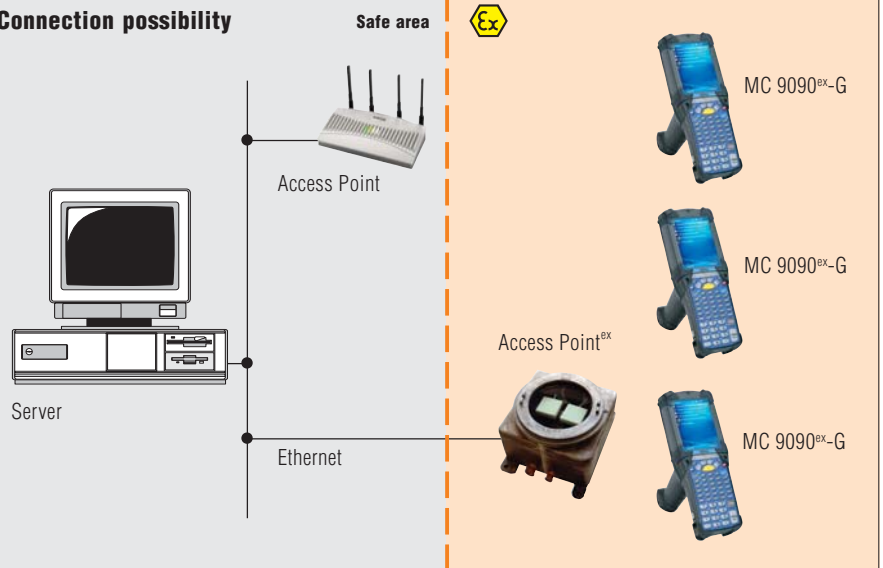 Connection possibility
Safe area
Ex
MC 9090ex-G
Access Point
MC 9090ex-G
Access Pointex
Server
MC 9090ex-G
Ethernet